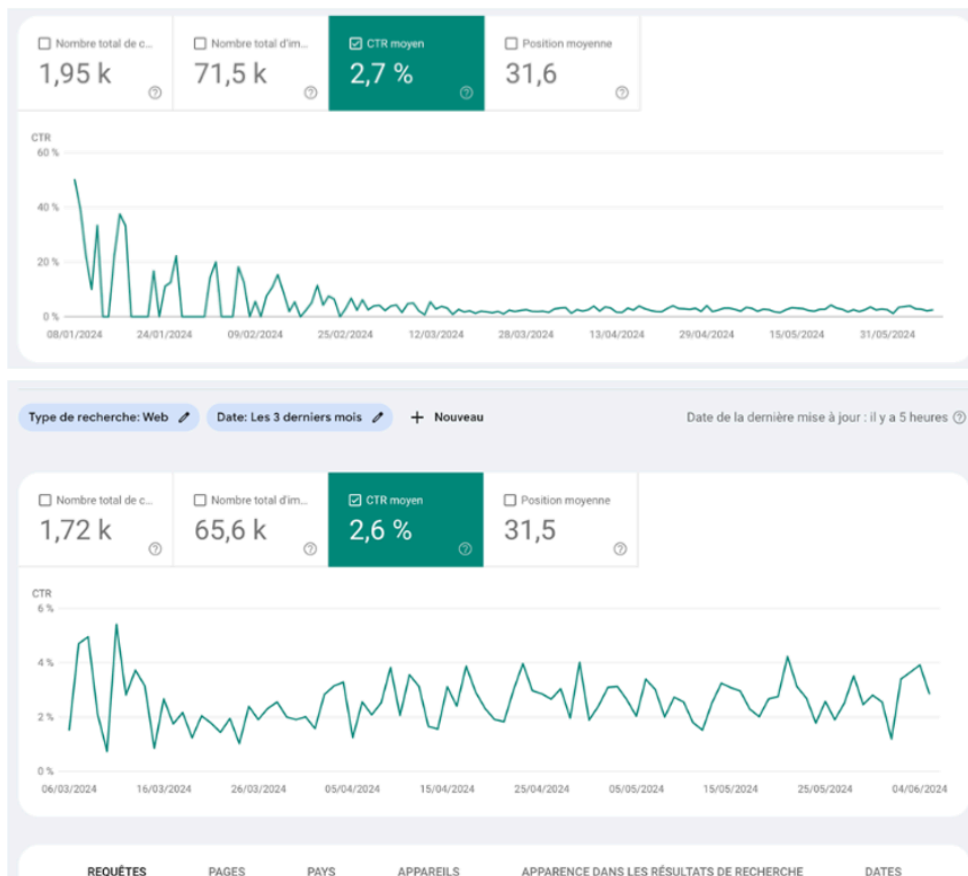 Nombre total de c... Nombre total d'im... CTR moyen Position moyenne
1,95 k 71,5 k 2,7 % 31,6
CTR
60 %
40 %
20 %
0 %
08/01/2024 24/01/2024 09/02/2024 25/02/2024 12/03/2024 28/03/2024 13/04/2024 29/04/2024 15/05/2024 31/05/2024
Type de recherche: Web Date: Les 3 derniers mois + Nouveau Date de la dernière mise à jour : il y a 5 heures
Nombre total de c... Nombre total d'im... CTR moyen Position moyenne
1,72 k 65,6 k 2,6 % 31,5
CTR
6 %
4 %
2 %
0 %
06/03/2024 16/03/2024 26/03/2024 05/04/2024 15/04/2024 25/04/2024 05/05/2024 15/05/2024 25/05/2024 04/06/2024
REQUÊTES PAGES PAYS APPAREILS APPARENCE DANS LES RÉSULTATS DE RECHERCHE DATES